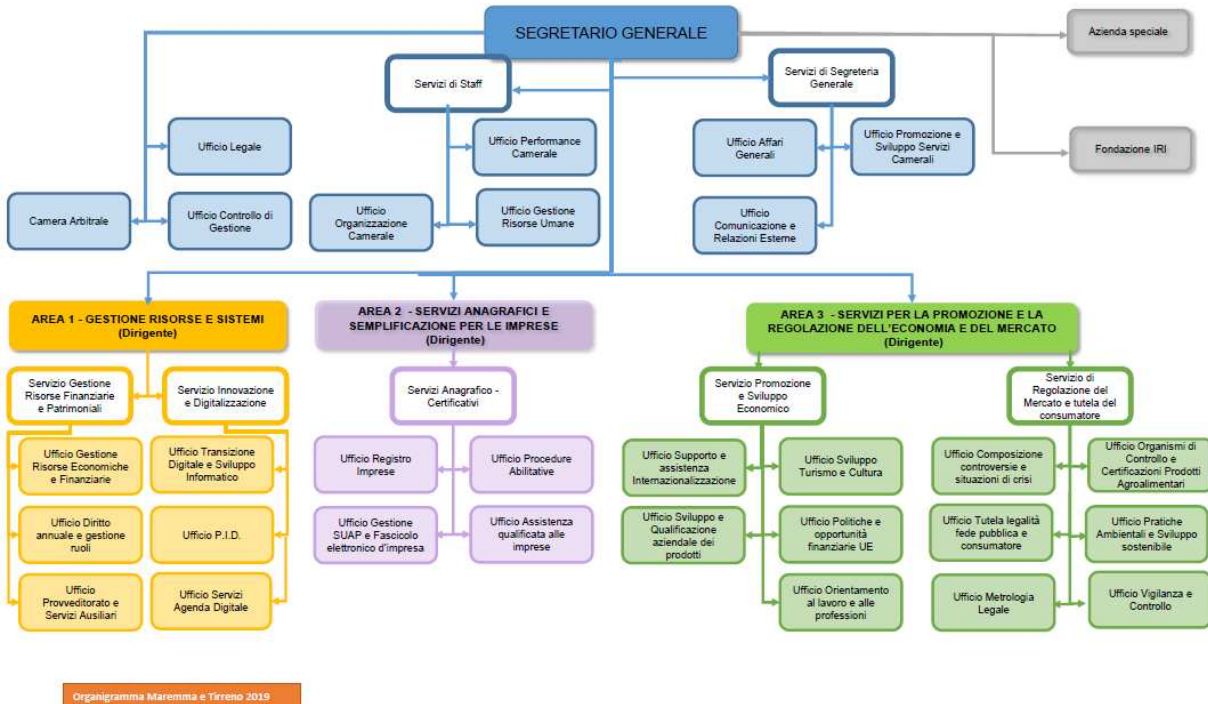 SEGRETARIO GENERALE
Azienda speciale
Servizi di Staff
Servizi di Segreteria
Generale
Ufficio Legale
Ufficio Performance
Camerale
Ufficio Affari
Generali
Ufficio Promozione e
Sviluppo Servizi
Camerali
Fondazione IRI
Camera Arbitrale
Ufficio Controllo di
Gestione
Ufficio
Organizzazione
Camerale
Ufficio Gestione
Risorse Umane
Ufficio
Comunicazione e
Relazioni Esterne
AREA 1 - GESTIONE RISORSE E SISTEMI
(Dirigente)
AREA 2 - SERVIZI ANAGRAFICI E
SEMPLIFICAZIONE PER LE IMPRESE
(Dirigente)
AREA 3 - SERVIZI PER LA PROMOZIONE E LA
REGOLAZIONE DELL'ECONOMIA E DEL MERCATO
(Dirigente)
Servizio Gestione
Risorse Finanziarie
e Patrimoniali
Servizio Innovazione
e Digitalizzazione
Servizi Anagrafico -
Certificativi
Servizio Promozione
e Sviluppo
Economico
Servizio di
Regolazione del
Mercato e tutela del
consumatore
Ufficio Gestione
Risorse Economiche
e Finanziarie
Ufficio Transizione
Digitale e Sviluppo
Informatico
Ufficio Registro
Imprese
Ufficio Procedure
Abilitative
Ufficio Supporto e
assistenza
Internazionalizzazione
Ufficio Sviluppo
Turismo e Cultura
Ufficio Composizione
controversie e
situazioni di crisi
Ufficio Organismi di
Controllo e
Certificazioni Prodotti
Agroalimentari
Ufficio Diritto
annuale e gestione
ruoli
Ufficio P.I.D.
Ufficio Gestione
SUAP e Fascicolo
elettronico d'impresa
Ufficio Assistenza
qualificata alle
imprese
Ufficio Sviluppo e
Qualificazione
aziendale dei
prodotti
Ufficio Politiche e
opportunità
finanziarie UE
Ufficio Tutela legalità
fede pubblica e
consumatore
Ufficio Pratiche
Ambientali e Sviluppo
sostenibile
Ufficio
Provveditorato e
Servizi Ausiliari
Ufficio Servizi
Agenda Digitale
Ufficio Orientamento
al lavoro e alle
professioni
Ufficio Metrologia
Legale
Ufficio Vigilanza e
Controllo
Organigramma Maremma e Tirreno 2019